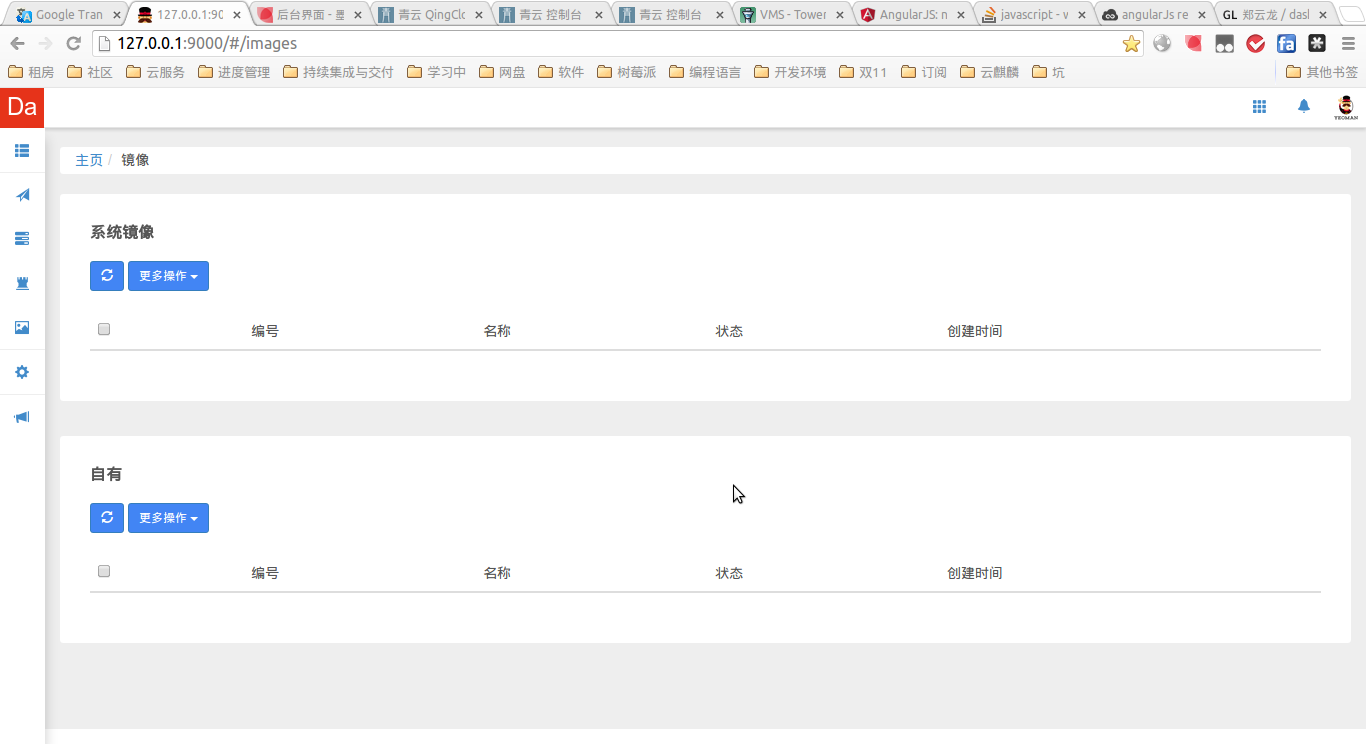 Google Tran
127.0.0.1:90
后台界面 - 墨
青云 QingClo
青云 控制台
青云 控制台
VMS - Tower
AngularJS: n
javascript - v
angularJs re
GL 郑云龙 / dash
127.0.0.1:9000/#/images
租房 社区 云服务 进度管理 持续集成与交付 学习中 网盘 软件 树莓派 编程语言 开发环境 双11 订阅 云麒麟 坑 其他书签
Da
YEOMAN
主页 / 镜像
系统镜像
更多操作
编号 名称 状态 创建时间
自有
更多操作
编号 名称 状态 创建时间